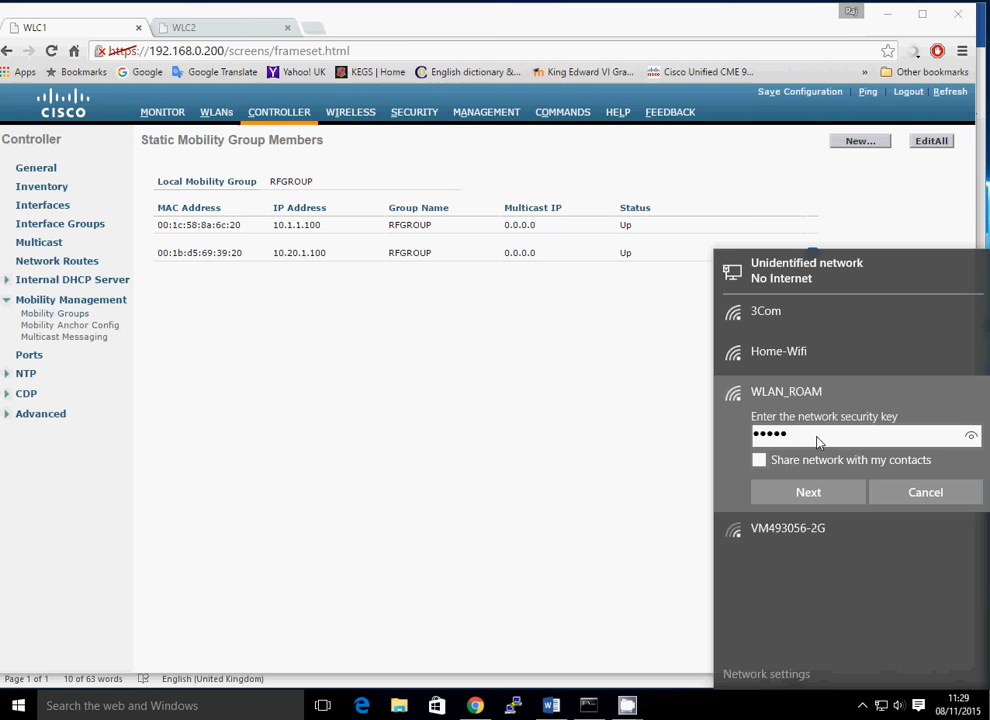 WLC1
WLC2
Raj
https://192.168.0.200/screens/frameset.html
Apps Bookmarks Google Google Translate Yahoo! UK KEGS | Home English dictionary &... King Edward VI Gra... Cisco Unified CME 9... » Other bookmarks
Save Configuration Ping Logout Refresh
CISCO MONITOR WLANs CONTROLLER WIRELESS SECURITY MANAGEMENT COMMANDS HELP FEEDBACK
Controller
General
Inventory
Interfaces
Interface Groups
Multicast
Network Routes
Internal DHCP Server
Mobility Management
Mobility Groups
Mobility Anchor Config
Multicast Messaging
Ports
NTP
CDP
Advanced
Static Mobility Group Members
New... EditAll
Local Mobility Group RFGROUP
MAC Address IP Address Group Name Multicast IP Status
00:1c:58:8a:6c:20 10.1.1.100 RFGROUP 0.0.0.0 Up
00:1b:d5:69:39:20 10.20.1.100 RFGROUP 0.0.0.0 Up
Unidentified network
No Internet
3Com
Home-Wifi
WLAN_ROAM
Enter the network security key
•••••
Share network with my contacts
Next Cancel
VM493056-2G
Network settings
Page 1 of 1 10 of 63 words English (United Kingdom)
Search the web and Windows
11:29
08/11/2015